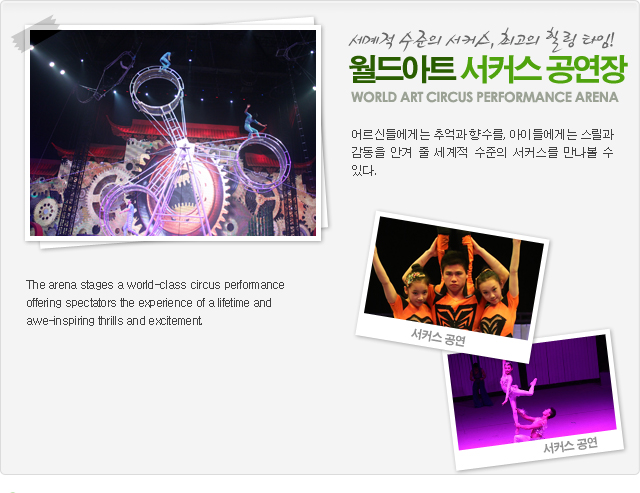 세계적 수준의 서커스, 최고의 힐링 타임!
월드아트 서커스 공연장
WORLD ART CIRCUS PERFORMANCE ARENA
어르신들에게는 추억과 향수를, 아이들에게는 스릴과
감동을 안겨 줄 세계적 수준의 서커스를 만나볼 수
있다.
The arena stages a world-class circus performance
offering spectators the experience of a lifetime and
awe-inspiring thrills and excitement.
서커스 공연
서커스 공연